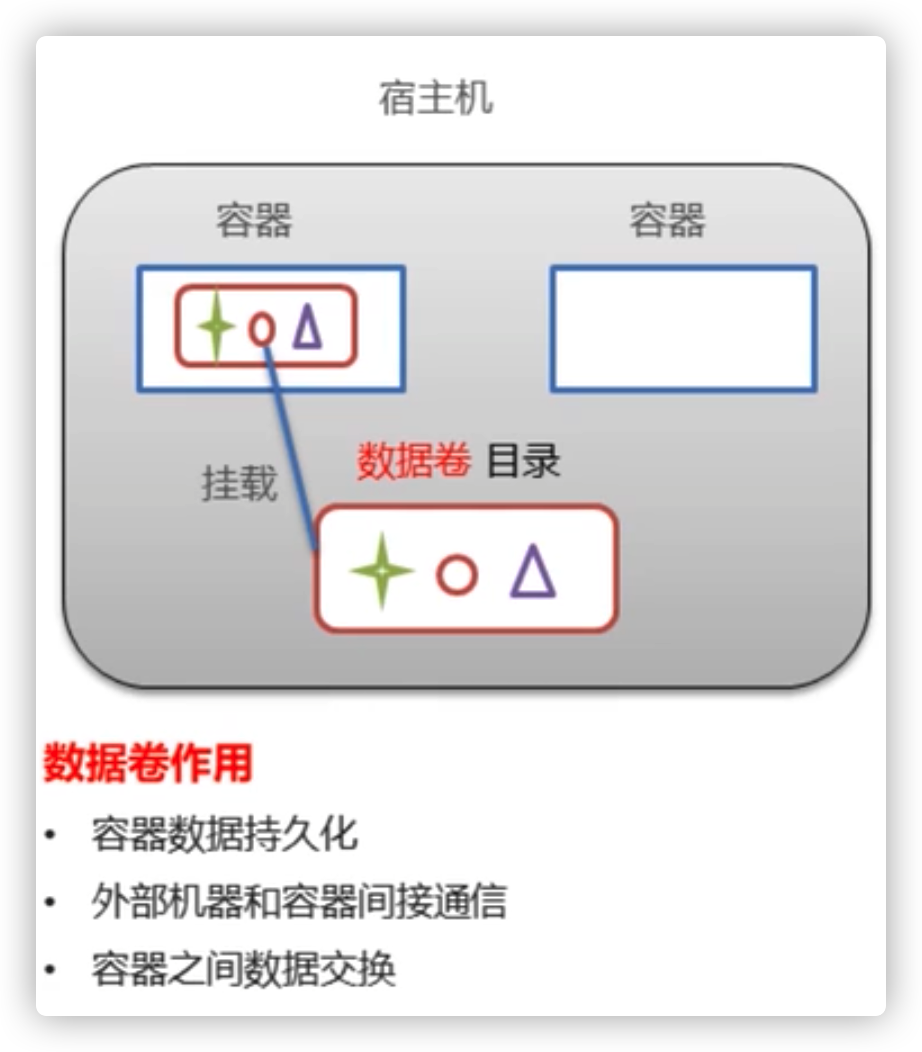 宿主机
容器 容器
数据卷 目录
挂载
数据卷作用
• 容器数据持久化
• 外部机器和容器间接通信
• 容器之间数据交换